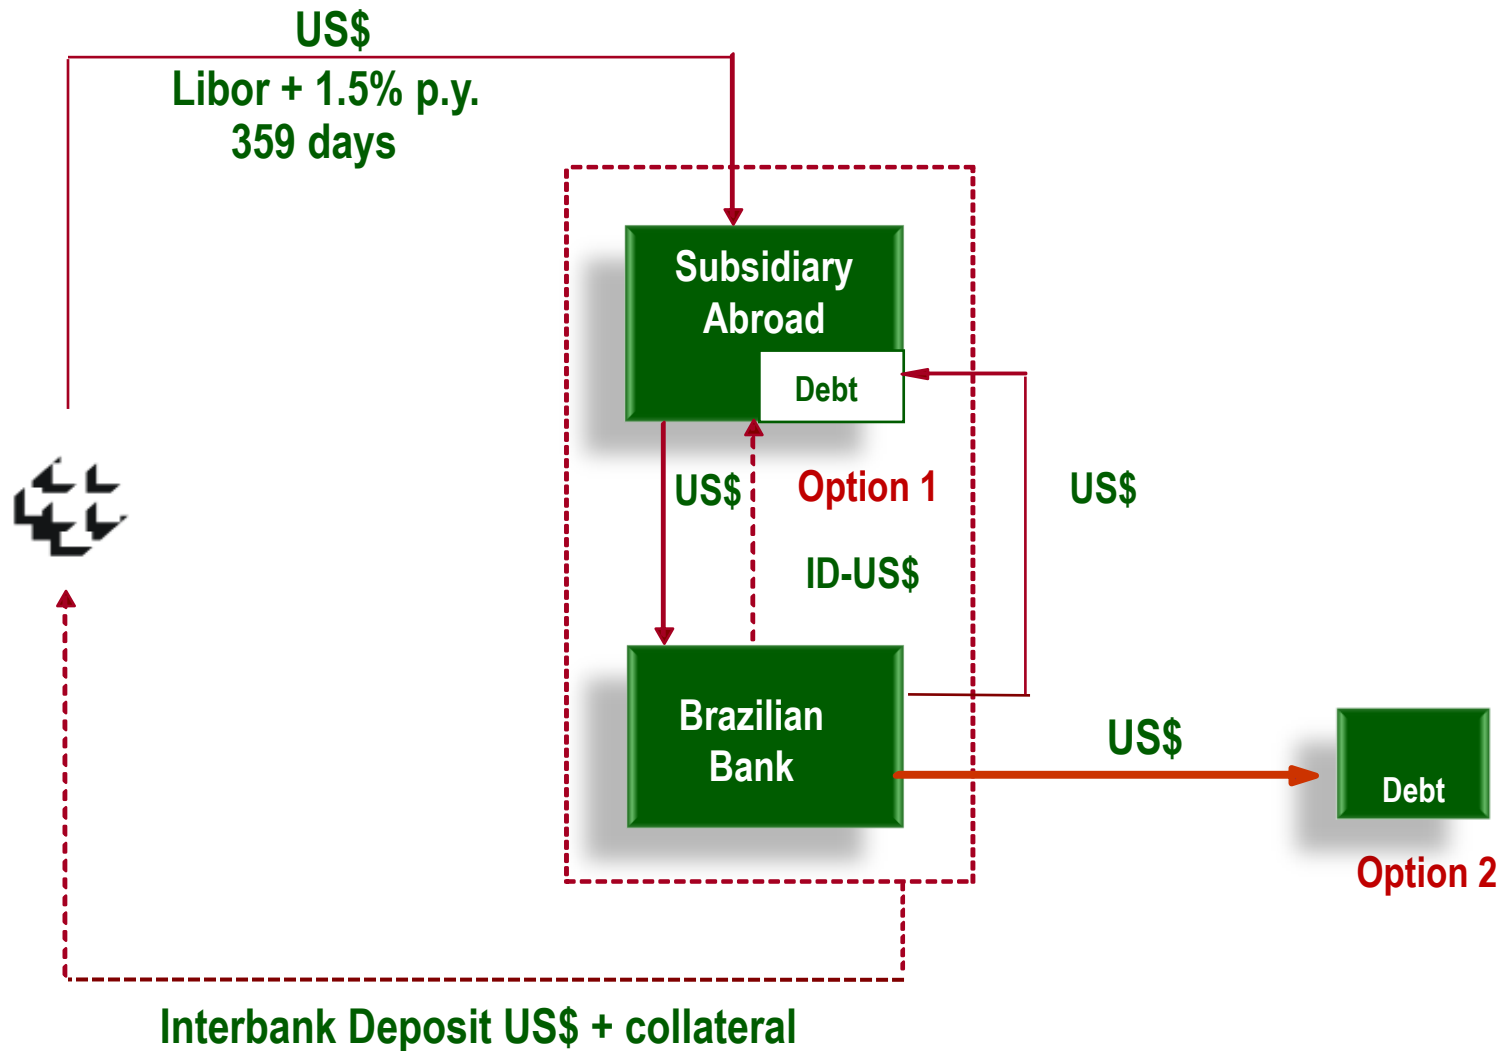 US$
Libor + 1.5% p.y.
359 days
Subsidiary
Abroad
Debt
US$
Option 1
US$
ID-US$
Brazilian
Bank
US$
Debt
Option 2
Interbank Deposit US$ + collateral